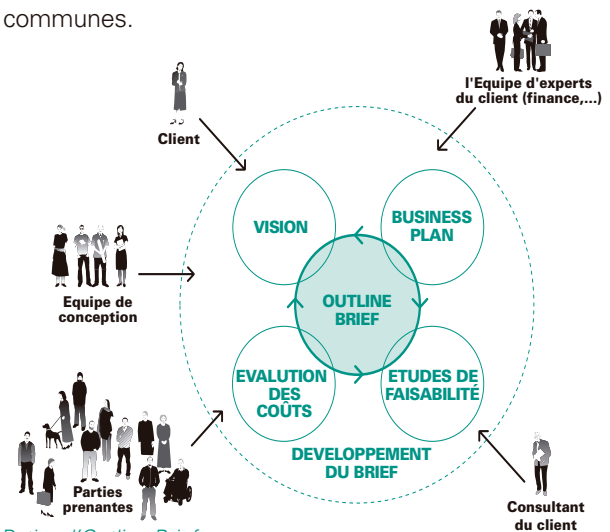 communes.
l'Equipe d'experts
du client (finance,...)
Client
VISION
BUSINESS
PLAN
OUTLINE
BRIEF
Equipe de
conception
EVALUTION
DES
COÛTS
ETUDES DE
FAISABILITÉ
DEVELOPPEMENT
DU BRIEF
Parties
prenantes
Consultant
du client